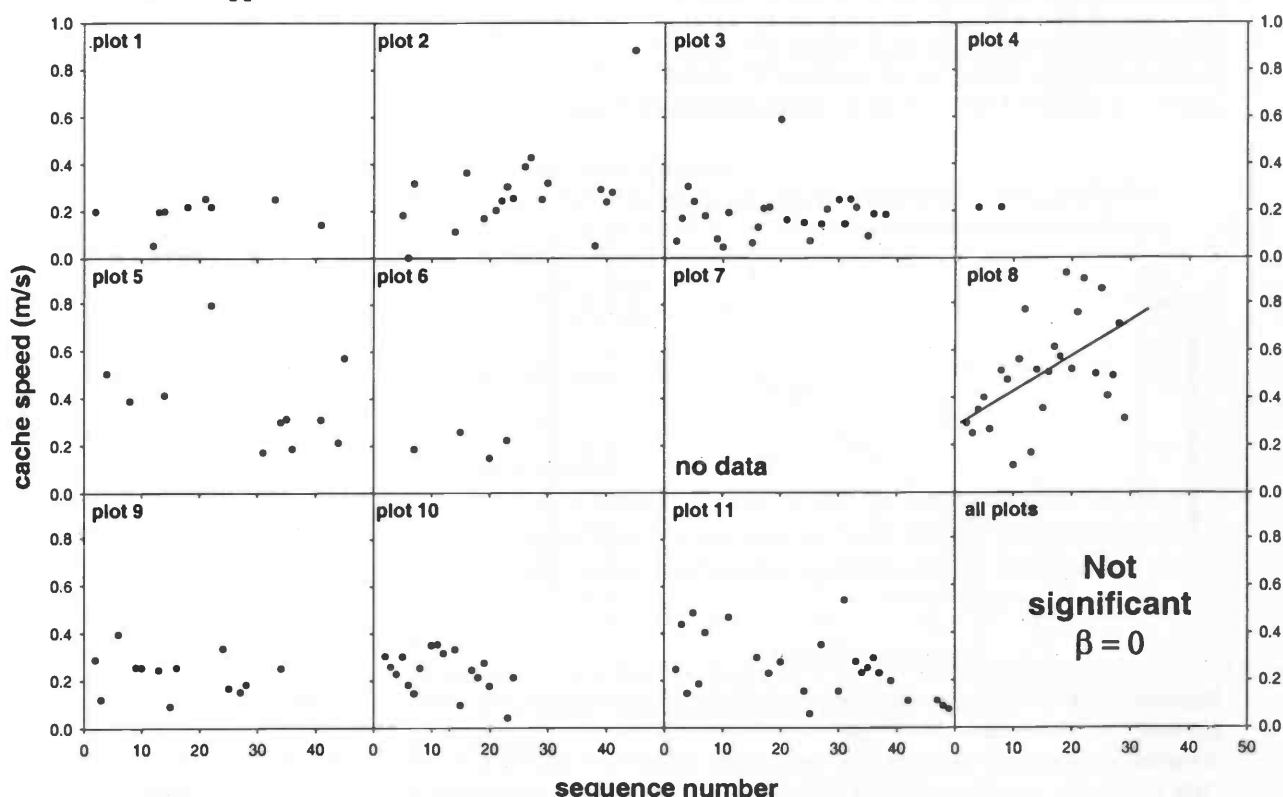 1.0
1.0
plot 1
plot 2
plot 3
plot 4
0.8
0.8
0.6
0.6
0.4
0.4
0.2
0.2
0.0
0.0
plot 5
plot 6
plot 7
plot 8
0.8
0.8
0.6
0.6
0.4
0.4
0.2
0.2
no data
0.0
0.0
plot 9
plot 10
plot 11
all plots
0.8
0.8
0.6
0.6
Not
significant
β = 0
0.4
0.4
0.2
0.2
0.0
0.0
0 10 20 30 40 0 10 20 30 40 0 10 20 30 40 0 10 20 30 40 50
cache speed (m/s)
sequence number